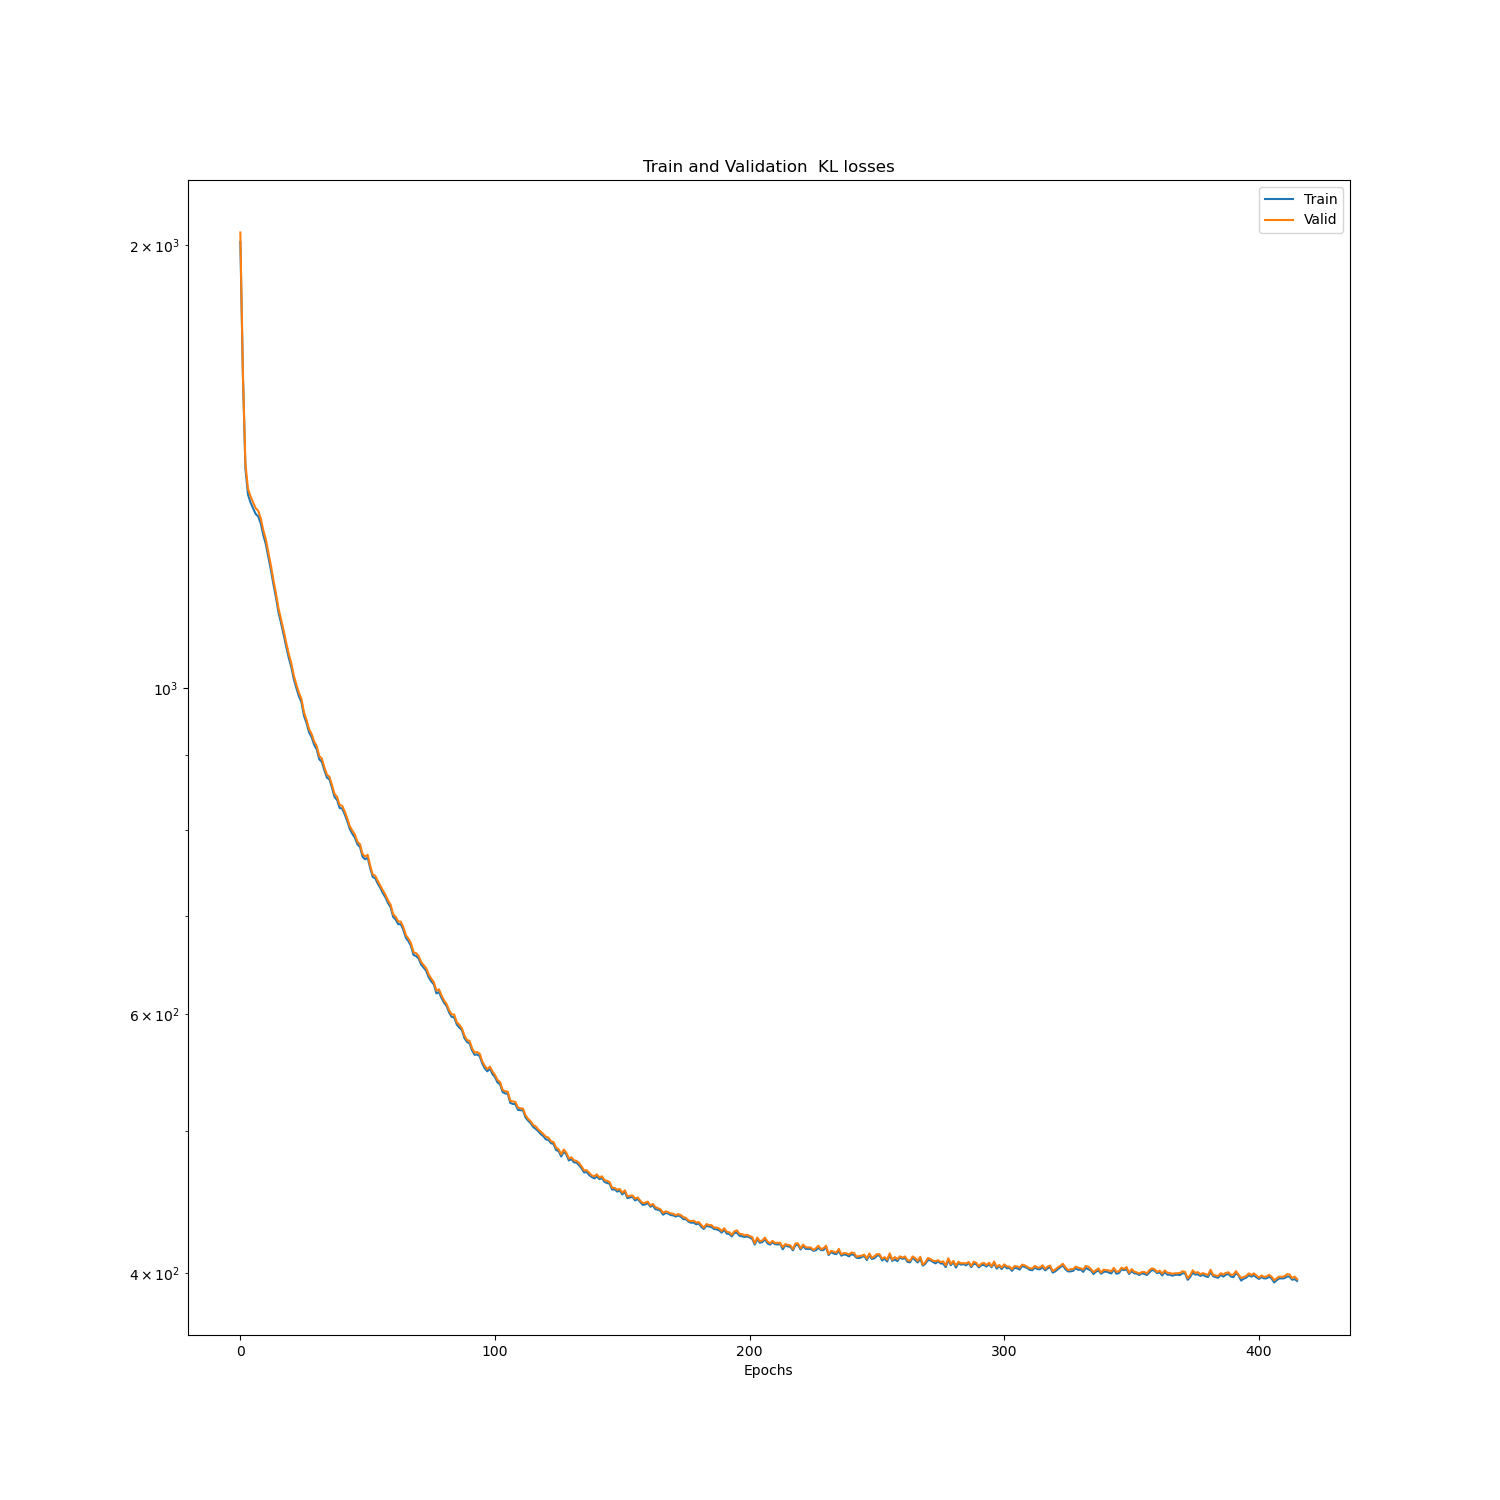 Train and Validation  KL losses
Train
Valid
2 × 10³
10³
6 × 10²
4 × 10²
0 100 200 300 400
Epochs